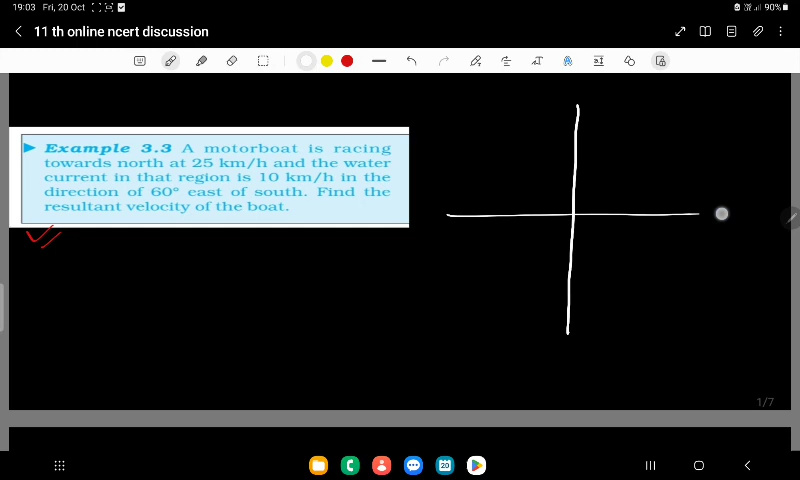 19:03 Fri, 20 Oct 90%
11 th online ncert discussion
Example 3.3 A motorboat is racing
towards north at 25 km/h and the water
current in that region is 10 km/h in the
direction of 60° east of south. Find the
resultant velocity of the boat.
1/7
20